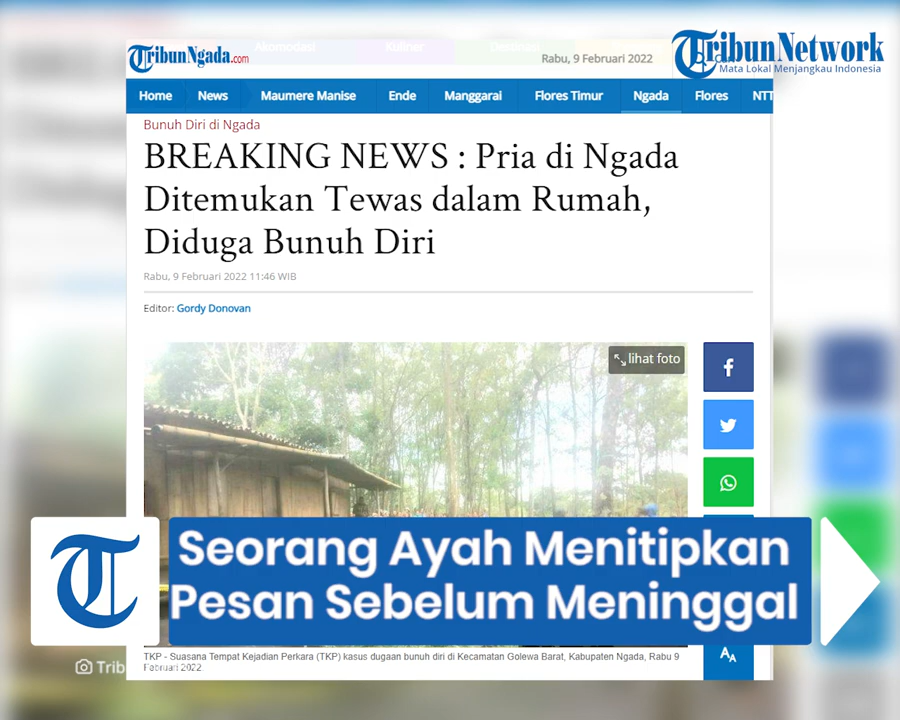 TribunNgada.com
Akomodasi
Kuliner
Destinasi
Rabu, 9 Februari 2022
TribunNetwork
Mata Lokal Menjangkau Indonesia
Home News Maumere Manise Ende Manggarai Flores Timur Ngada Flores NTT
Bunuh Diri di Ngada
BREAKING NEWS : Pria di Ngada
Ditemukan Tewas dalam Rumah,
Diduga Bunuh Diri
Rabu, 9 Februari 2022 11:46 WIB
Editor: Gordy Donovan
lihat foto
Seorang Ayah Menitipkan
Pesan Sebelum Meninggal
TKP - Suasana Tempat Kejadian Perkara (TKP) kasus dugaan bunuh diri di Kecamatan Golewa Barat, Kabupaten Ngada, Rabu 9
Februari 2022.
AA